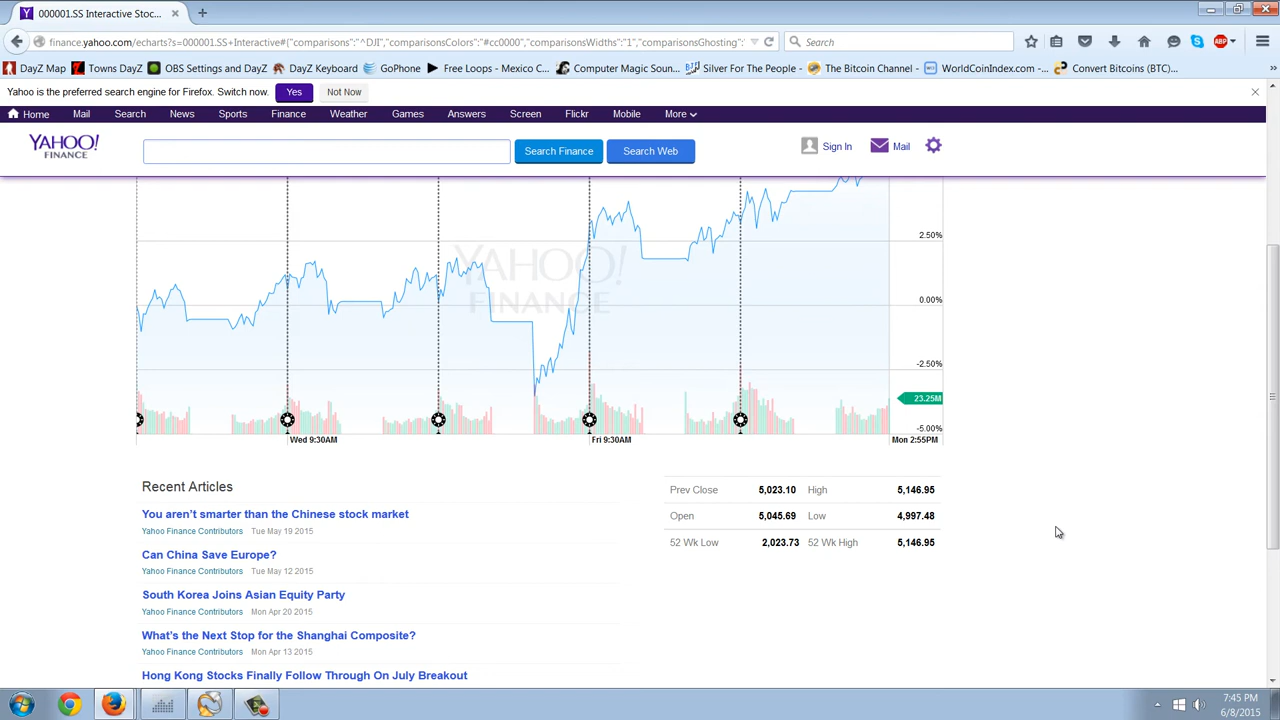 000001.SS Interactive Stoc...
finance.yahoo.com/echarts?s=000001.SS+Interactive#{"comparisons":"^DJI","comparisonsColors":"#cc0000","comparisonsWidths":"1","comparisonsGhosting":"
Search
DayZ Map
Towns DayZ
OBS Settings and DayZ
DayZ Keyboard
GoPhone
Free Loops - Mexico C...
Computer Magic Soun...
Silver For The People - ...
The Bitcoin Channel - ...
WorldCoinIndex.com -...
Convert Bitcoins (BTC)...
ABP
Yahoo is the preferred search engine for Firefox. Switch now.
Yes
Not Now
Home
Mail
Search
News
Sports
Finance
Weather
Games
Answers
Screen
Flickr
Mobile
More
YAHOO!
FINANCE
Search Finance
Search Web
Sign In
Mail
2.50%
YAHOO!
FINANCE
0.00%
-2.50%
23.25M
-5.00%
Wed 9:30AM
Fri 9:30AM
Mon 2:55PM
Recent Articles
You aren't smarter than the Chinese stock market
Yahoo Finance Contributors Tue May 19 2015
Can China Save Europe?
Yahoo Finance Contributors Tue May 12 2015
South Korea Joins Asian Equity Party
Yahoo Finance Contributors Mon Apr 20 2015
What's the Next Stop for the Shanghai Composite?
Yahoo Finance Contributors Mon Apr 13 2015
Hong Kong Stocks Finally Follow Through On July Breakout
Prev Close 5,023.10 High 5,146.95
Open 5,045.69 Low 4,997.48
52 Wk Low 2,023.73 52 Wk High 5,146.95
7:45 PM
6/8/2015